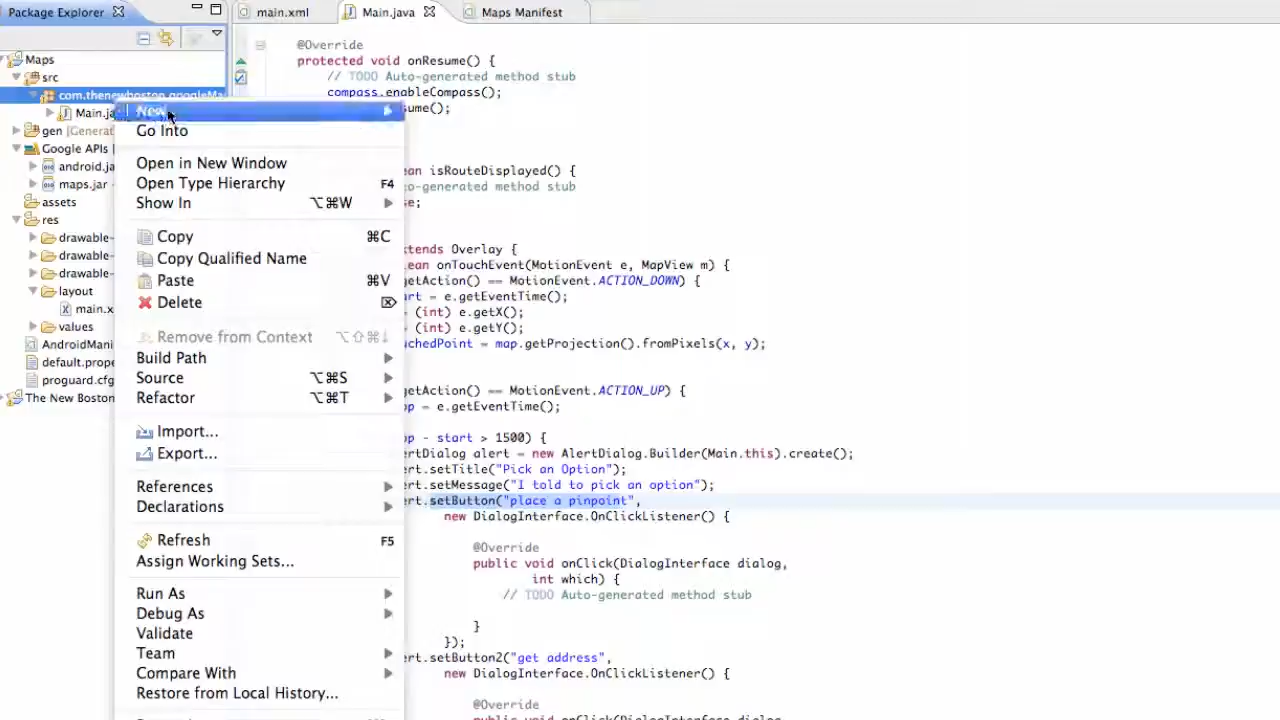 Package Explorer
main.xml
Main.java
Maps Manifest
Maps
src
com.thenewboston.googleMa
Main.ja
gen [Generat
Google APIs [
android.ja
maps.jar
assets
res
drawable-
drawable-
drawable-
layout
main.x
values
AndroidMani
default.prope
proguard.cfg
The New Boston
New
Go Into
Open in New Window
Open Type Hierarchy F4
Show In ⌥⌘W
Copy ⌘C
Copy Qualified Name
Paste ⌘V
Delete ⌦
Remove from Context ⌥⇧⌘↓
Build Path
Source ⌥⌘S
Refactor ⌥⌘T
Import...
Export...
References
Declarations
Refresh F5
Assign Working Sets...
Run As
Debug As
Validate
Team
Compare With
Restore from Local History...
@Override
protected void onResume() {
// TODO Auto-generated method stub
compass.enableCompass();
sume();
an isRouteDisplayed() {
o-generated method stub
se;
tends Overlay {
lean onTouchEvent(MotionEvent e, MapView m) {
getAction() == MotionEvent.ACTION_DOWN) {
rt = e.getEventTime();
(int) e.getX();
(int) e.getY();
uchedPoint = map.getProjection().fromPixels(x, y);
getAction() == MotionEvent.ACTION_UP) {
op = e.getEventTime();
op - start > 1500) {
ertDialog alert = new AlertDialog.Builder(Main.this).create();
ert.setTitle("Pick an Option");
ert.setMessage("I told to pick an option");
ert.setButton("place a pinpoint",
new DialogInterface.OnClickListener() {
@Override
public void onClick(DialogInterface dialog,
int which) {
// TODO Auto-generated method stub
}
});
ert.setButton2("get address",
new DialogInterface.OnClickListener() {
@Override